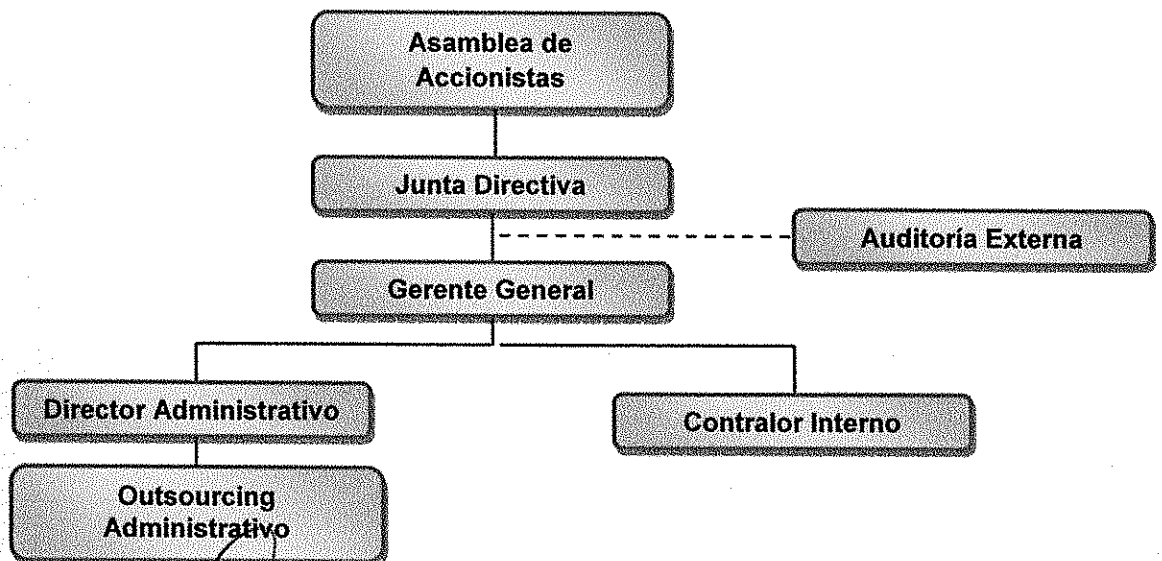 Asamblea de
Accionistas
Junta Directiva
Auditoría Externa
Gerente General
Director Administrativo
Contralor Interno
Outsourcing
Administrativo